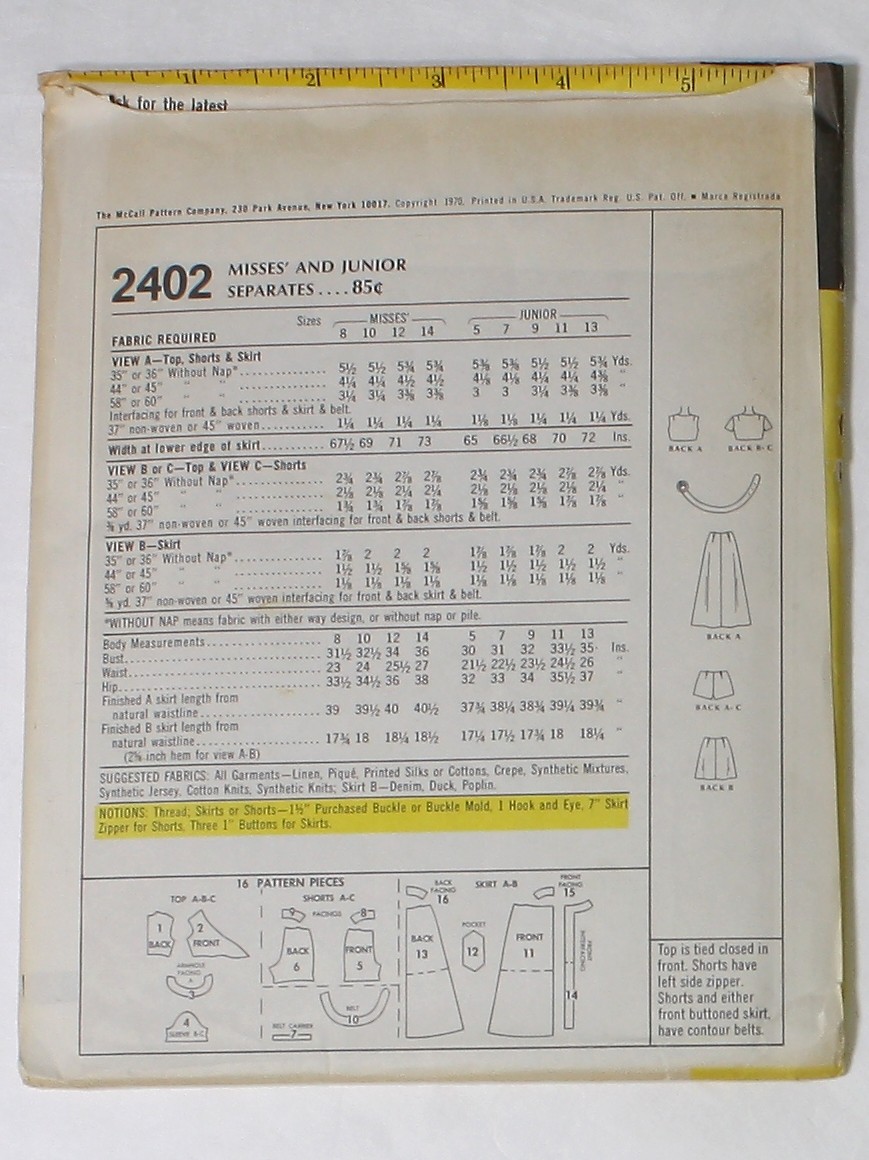 1 2 3 4 5
Ask for the latest
The McCall Pattern Company, 230 Park Avenue, New York 10017. Copyright 1970. Printed in U.S.A. Trademark Reg. U.S. Pat. Off. ■ Marca Registrada
2402 MISSES' AND JUNIOR
SEPARATES .... 85¢
Sizes MISSES' JUNIOR
FABRIC REQUIRED 8 10 12 14 5 7 9 11 13
VIEW A—Top, Shorts & Skirt
35" or 36" Without Nap* 5½ 5½ 5¾ 5¾ 5⅜ 5⅜ 5½ 5½ 5¾ Yds.
44" or 45" " " 4¼ 4¼ 4½ 4½ 4⅛ 4⅛ 4¼ 4¼ 4⅜ "
58" or 60" " " 3¼ 3¼ 3⅜ 3⅜ 3 3 3¼ 3⅜ 3⅜ "
Interfacing for front & back shorts & skirt & belt.
37" non-woven or 45" woven 1¼ 1¼ 1¼ 1¼ 1⅛ 1⅛ 1¼ 1¼ 1¼ Yds.
Width at lower edge of skirt 67½ 69 71 73 65 66½ 68 70 72 Ins.
VIEW B or C—Top & VIEW C—Shorts
35" or 36" Without Nap* 2¾ 2¾ 2⅞ 2⅞ 2¾ 2¾ 2¾ 2⅞ 2⅞ Yds.
44" or 45" " " 2⅛ 2⅛ 2¼ 2¼ 2⅛ 2⅛ 2⅛ 2⅛ 2¼ "
58" or 60" " " 1¾ 1¾ 1⅞ 1⅞ 1⅝ 1⅝ 1⅝ 1⅞ 1⅞ "
yd. 37" non-woven or 45" woven interfacing for front & back shorts & belt.
VIEW B—Skirt
35" or 36" Without Nap* 1⅞ 2 2 2 1⅞ 1⅞ 1⅞ 2 2 Yds.
44" or 45" " " 1½ 1½ 1⅝ 1⅝ 1½ 1½ 1½ 1½ 1½ "
58" or 60" " " 1⅛ 1⅛ 1⅛ 1⅛ 1⅛ 1⅛ 1⅛ 1⅛ 1⅛ "
yd. 37" non-woven or 45" woven interfacing for front & back skirt & belt.
*WITHOUT NAP means fabric with either way design, or without nap or pile.
Body Measurements 8 10 12 14 5 7 9 11 13
Bust 31½ 32½ 34 36 30 31 32 33½ 35 Ins.
Waist 23 24 25½ 27 21½ 22½ 23½ 24½ 26 "
Hip 33½ 34½ 36 38 32 33 34 35½ 37 "
Finished A skirt length from
natural waistline 39 39½ 40 40½ 37¾ 38¼ 38¾ 39¼ 39¾ "
Finished B skirt length from
natural waistline 17¾ 18 18¼ 18½ 17¼ 17½ 17¾ 18 18¼ "
(2⅝ inch hem for view A-B)
SUGGESTED FABRICS: All Garments—Linen, Piqué, Printed Silks or Cottons, Crepe, Synthetic Mixtures,
Synthetic Jersey, Cotton Knits, Synthetic Knits; Skirt B—Denim, Duck, Poplin.
NOTIONS: Thread; Skirts or Shorts—1½" Purchased Buckle or Buckle Mold, 1 Hook and Eye, 7" Skirt
Zipper for Shorts, Three 1" Buttons for Skirts.
BACK A BACK B-C
BACK A
BACK A-C
BACK B
16 PATTERN PIECES
TOP A-B-C
1
BACK
2
FRONT
ARMHOLE
FACING
A
3
4
SLEEVE B-C
SHORTS A-C
9 FACINGS 8
BACK
6
FRONT
5
BELT
10
BELT CARRIER
7
SKIRT A-B
BACK
FACING
16
FRONT
FACING
15
BACK
13
POCKET
12
FRONT
11
FRONT
INTERFACING
14
Top is tied closed in
front. Shorts have
left side zipper.
Shorts and either
front buttoned skirt,
have contour belts.